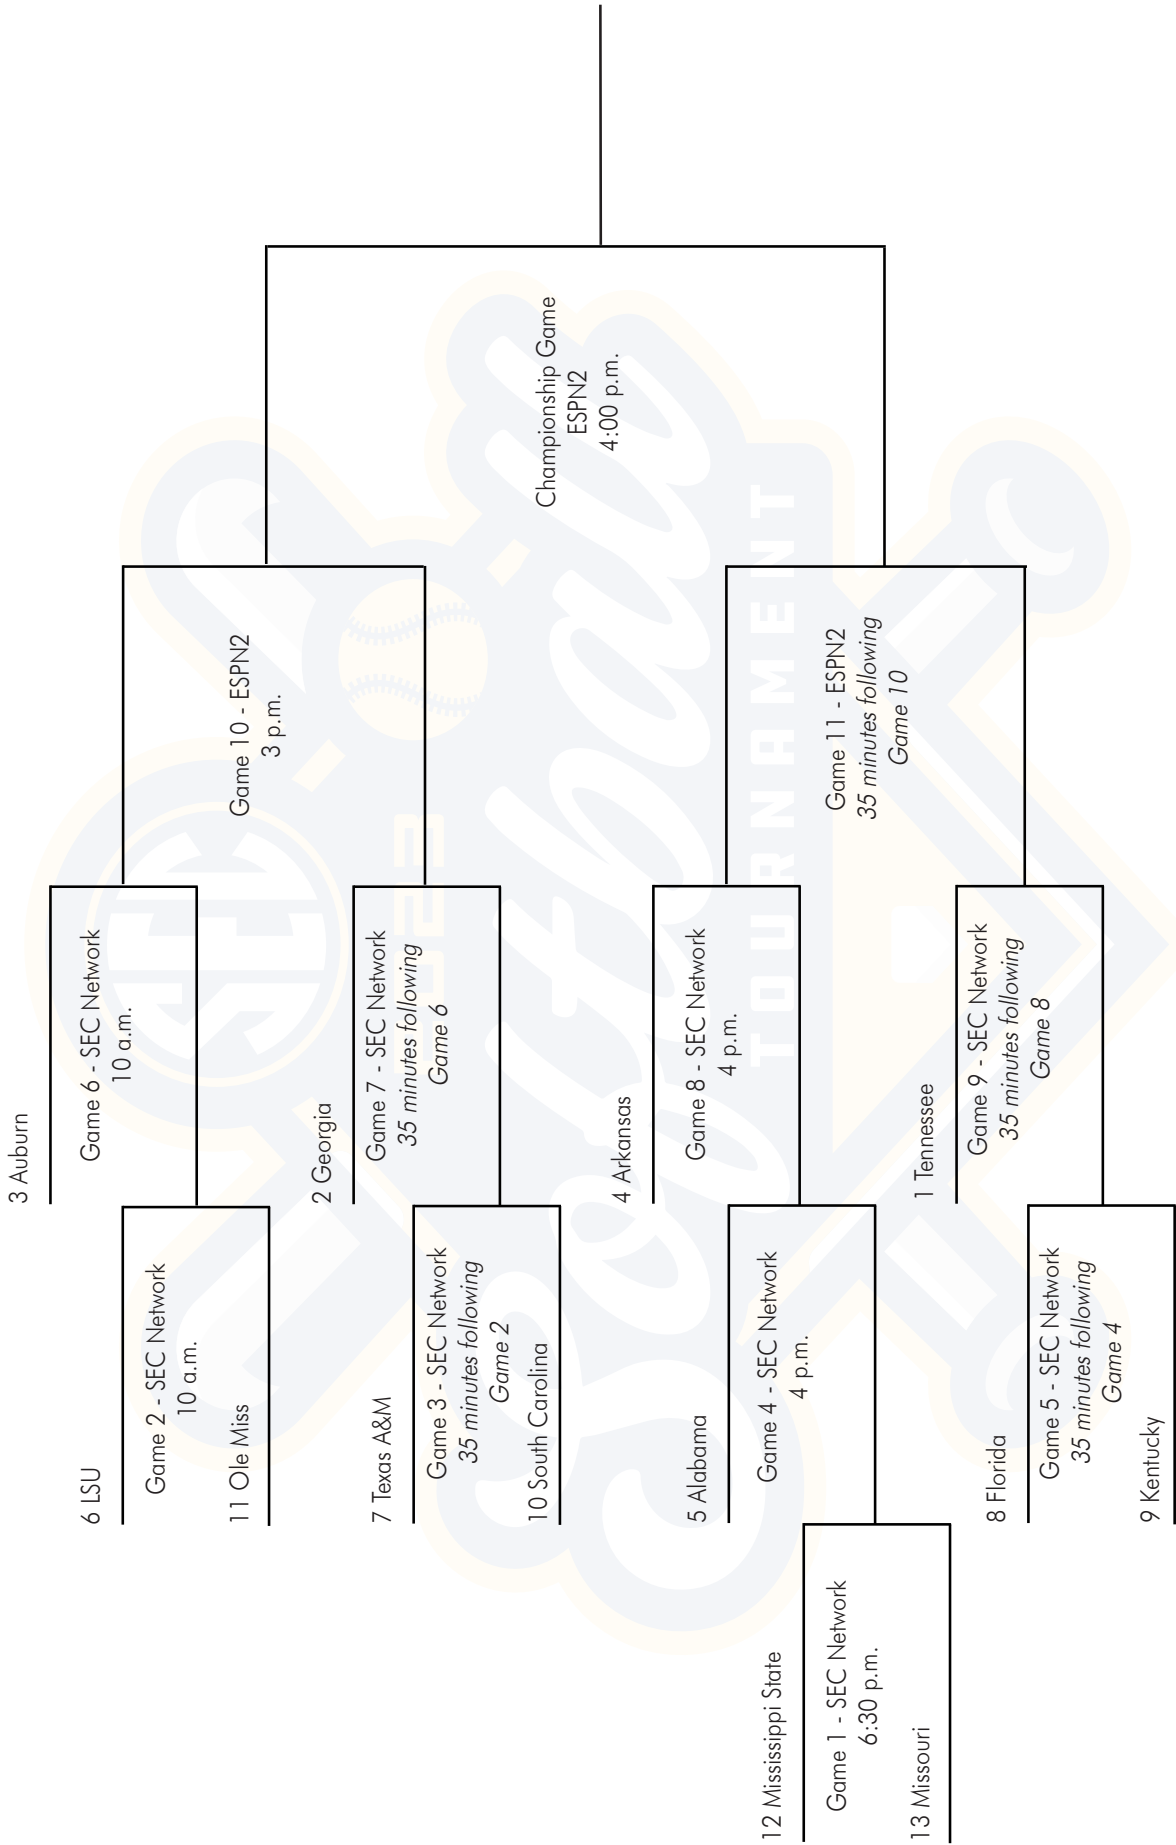 3 Auburn
Game 6 - SEC Network
10 a.m.
6 LSU
Game 2 - SEC Network
10 a.m.
11 Ole Miss
Game 10 - ESPN2
3 p.m.
2 Georgia
Game 7 - SEC Network
35 minutes following
Game 6
7 Texas A&M
Game 3 - SEC Network
35 minutes following
Game 2
10 South Carolina
Championship Game
ESPN2
4:00 p.m.
4 Arkansas
Game 8 - SEC Network
4 p.m.
5 Alabama
Game 4 - SEC Network
4 p.m.
12 Mississippi State
Game 1 - SEC Network
6:30 p.m.
13 Missouri
Game 11 - ESPN2
35 minutes following
Game 10
1 Tennessee
Game 9 - SEC Network
35 minutes following
Game 8
8 Florida
Game 5 - SEC Network
35 minutes following
Game 4
9 Kentucky
SEC
2023
Softball
TOURNAMENT